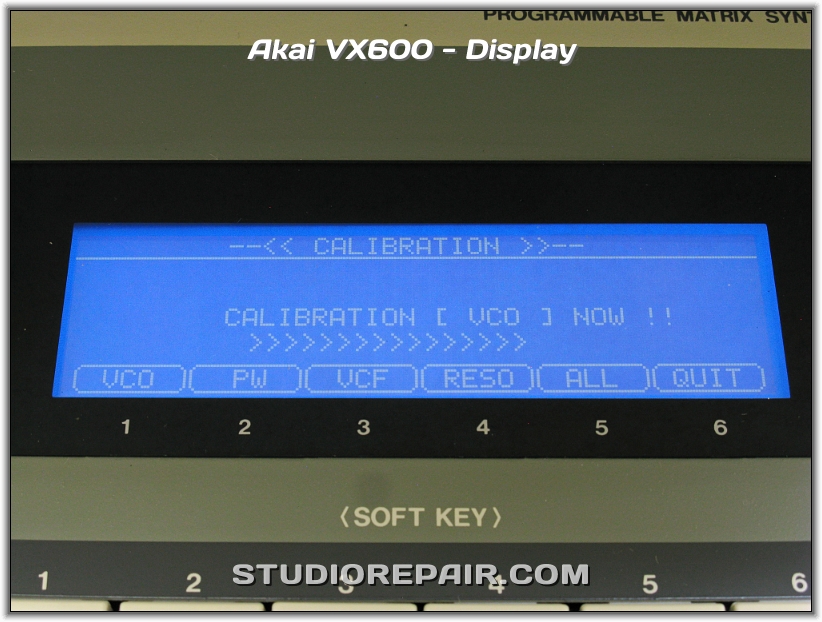 PROGRAMMABLE MATRIX SYNT
Akai VX600 - Display
--<< CALIBRATION >>--
CALIBRATION [ VCO ] NOW !!
>>>>>>>>>>>>>>>>
VCO PW VCF RESO ALL QUIT
1 2 3 4 5 6
〈SOFT KEY〉
1 2 3 4 5 6
STUDIOREPAIR.COM